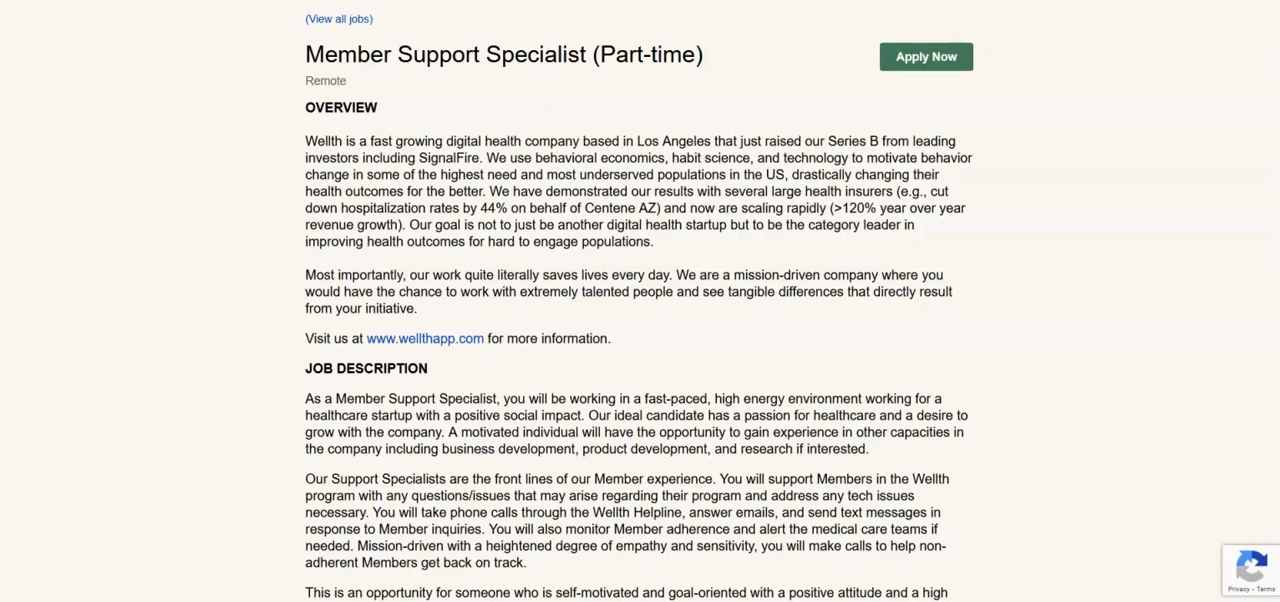 (View all jobs)
Member Support Specialist (Part-time)
Apply Now
Remote
OVERVIEW
Wellth is a fast growing digital health company based in Los Angeles that just raised our Series B from leading
investors including SignalFire. We use behavioral economics, habit science, and technology to motivate behavior
change in some of the highest need and most underserved populations in the US, drastically changing their
health outcomes for the better. We have demonstrated our results with several large health insurers (e.g., cut
down hospitalization rates by 44% on behalf of Centene AZ) and now are scaling rapidly (>120% year over year
revenue growth). Our goal is not to just be another digital health startup but to be the category leader in
improving health outcomes for hard to engage populations.
Most importantly, our work quite literally saves lives every day. We are a mission-driven company where you
would have the chance to work with extremely talented people and see tangible differences that directly result
from your initiative.
Visit us at www.wellthapp.com for more information.
JOB DESCRIPTION
As a Member Support Specialist, you will be working in a fast-paced, high energy environment working for a
healthcare startup with a positive social impact. Our ideal candidate has a passion for healthcare and a desire to
grow with the company. A motivated individual will have the opportunity to gain experience in other capacities in
the company including business development, product development, and research if interested.
Our Support Specialists are the front lines of our Member experience. You will support Members in the Wellth
program with any questions/issues that may arise regarding their program and address any tech issues
necessary. You will take phone calls through the Wellth Helpline, answer emails, and send text messages in
response to Member inquiries. You will also monitor Member adherence and alert the medical care teams if
needed. Mission-driven with a heightened degree of empathy and sensitivity, you will make calls to help non-
adherent Members get back on track.
This is an opportunity for someone who is self-motivated and goal-oriented with a positive attitude and a high
Privacy - Terms